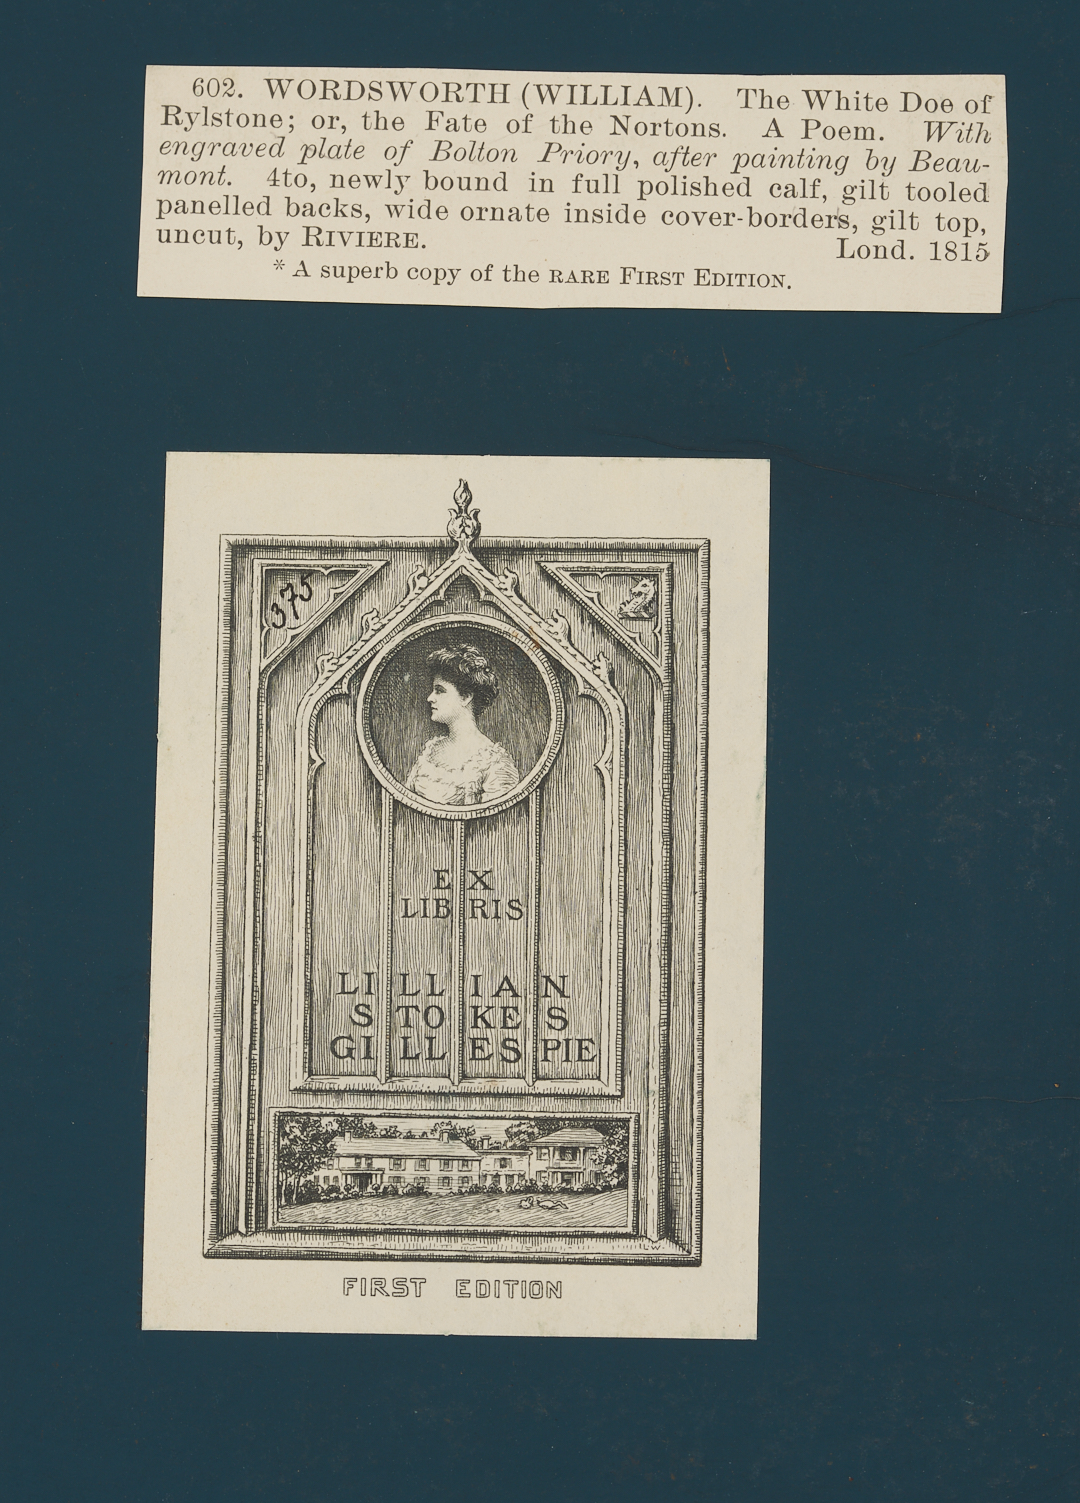 602. WORDSWORTH (WILLIAM). The White Doe of
Rylstone; or, the Fate of the Nortons. A Poem. With
engraved plate of Bolton Priory, after painting by Beau-
mont. 4to, newly bound in full polished calf, gilt tooled
panelled backs, wide ornate inside cover-borders, gilt top,
uncut, by RIVIERE. Lond. 1815
* A superb copy of the RARE FIRST EDITION.
375
EX
LIBRIS
LILLIAN
STOKES
GILLESPIE
LW
FIRST EDITION